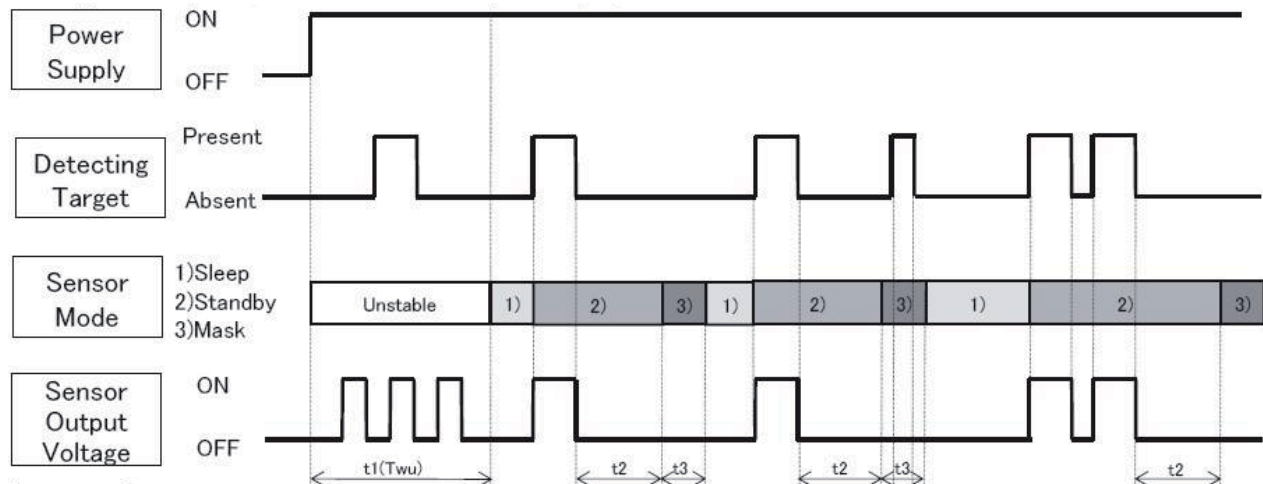 Power
Supply
ON
OFF
Detecting
Target
Present
Absent
Sensor
Mode
1)Sleep
2)Standby
3)Mask
Unstable
1)
2)
3)
1)
2)
3)
1)
2)
3)
Sensor
Output
Voltage
ON
OFF
t1(Twu)
t2
t3
t2
t3
t2